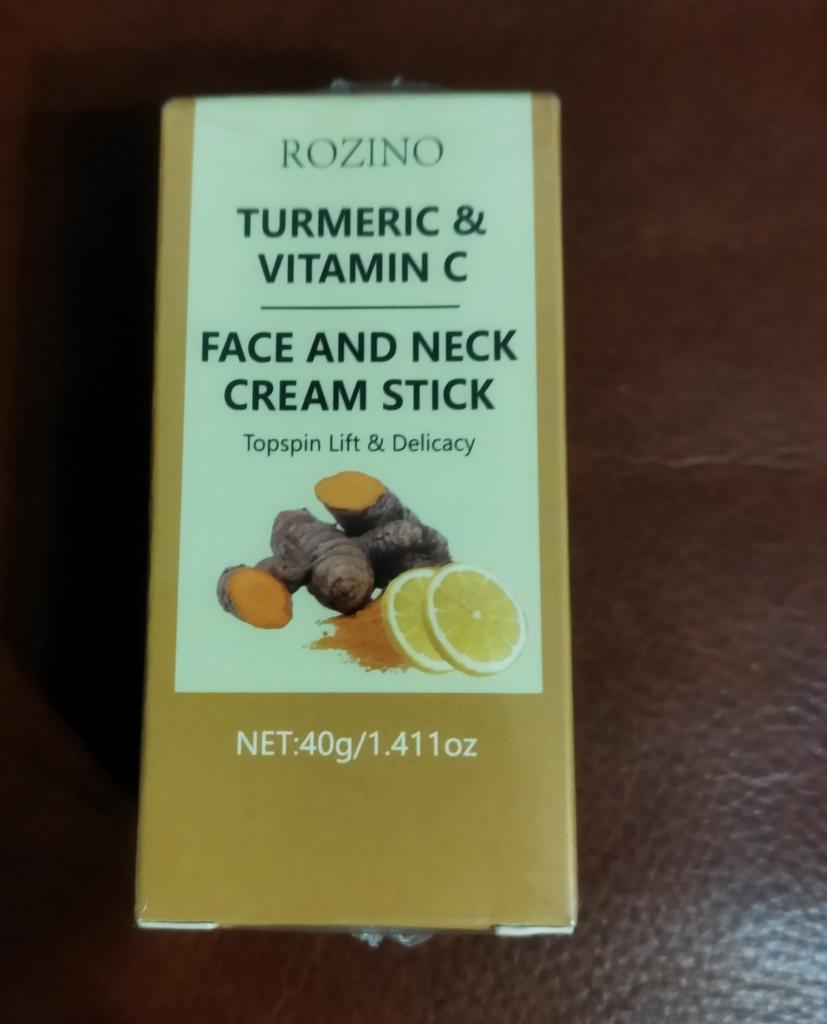 ROZINO
TURMERIC &
VITAMIN C
FACE AND NECK
CREAM STICK
Topspin Lift & Delicacy
NET:40g/1.411oz